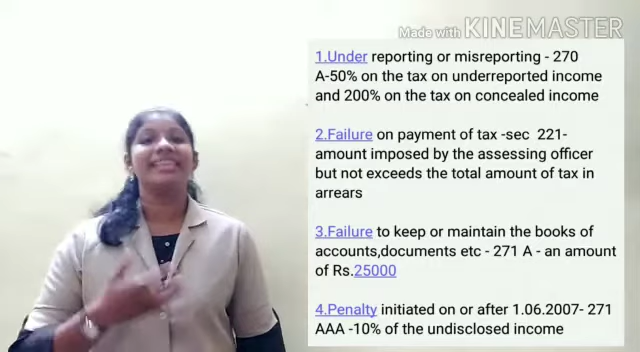 Made with KINEMASTER
1.Under reporting or misreporting - 270
A-50% on the tax on underreported income
and 200% on the tax on concealed income
2.Failure on payment of tax -sec 221-
amount imposed by the assessing officer
but not exceeds the total amount of tax in
arrears
3.Failure to keep or maintain the books of
accounts,documents etc - 271 A - an amount
of Rs.25000
4.Penalty initiated on or after 1.06.2007- 271
AAA -10% of the undisclosed income